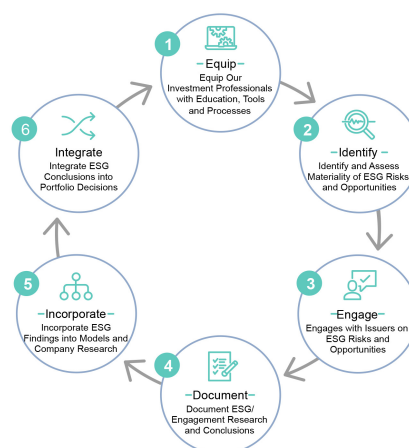 1
Equip
Equip Our
Investment Professionals
with Education, Tools
and Processes
2
Identify
Identify and Assess
Materiality of ESG Risks
and Opportunities
3
Engage
Engages with Issuers on
ESG Risks and
Opportunities
4
Document
Document ESG/
Engagement Research
and Conclusions
5
Incorporate
Incorporate ESG
Findings into Models and
Company Research
6
Integrate
Integrate ESG
Conclusions into
Portfolio Decisions